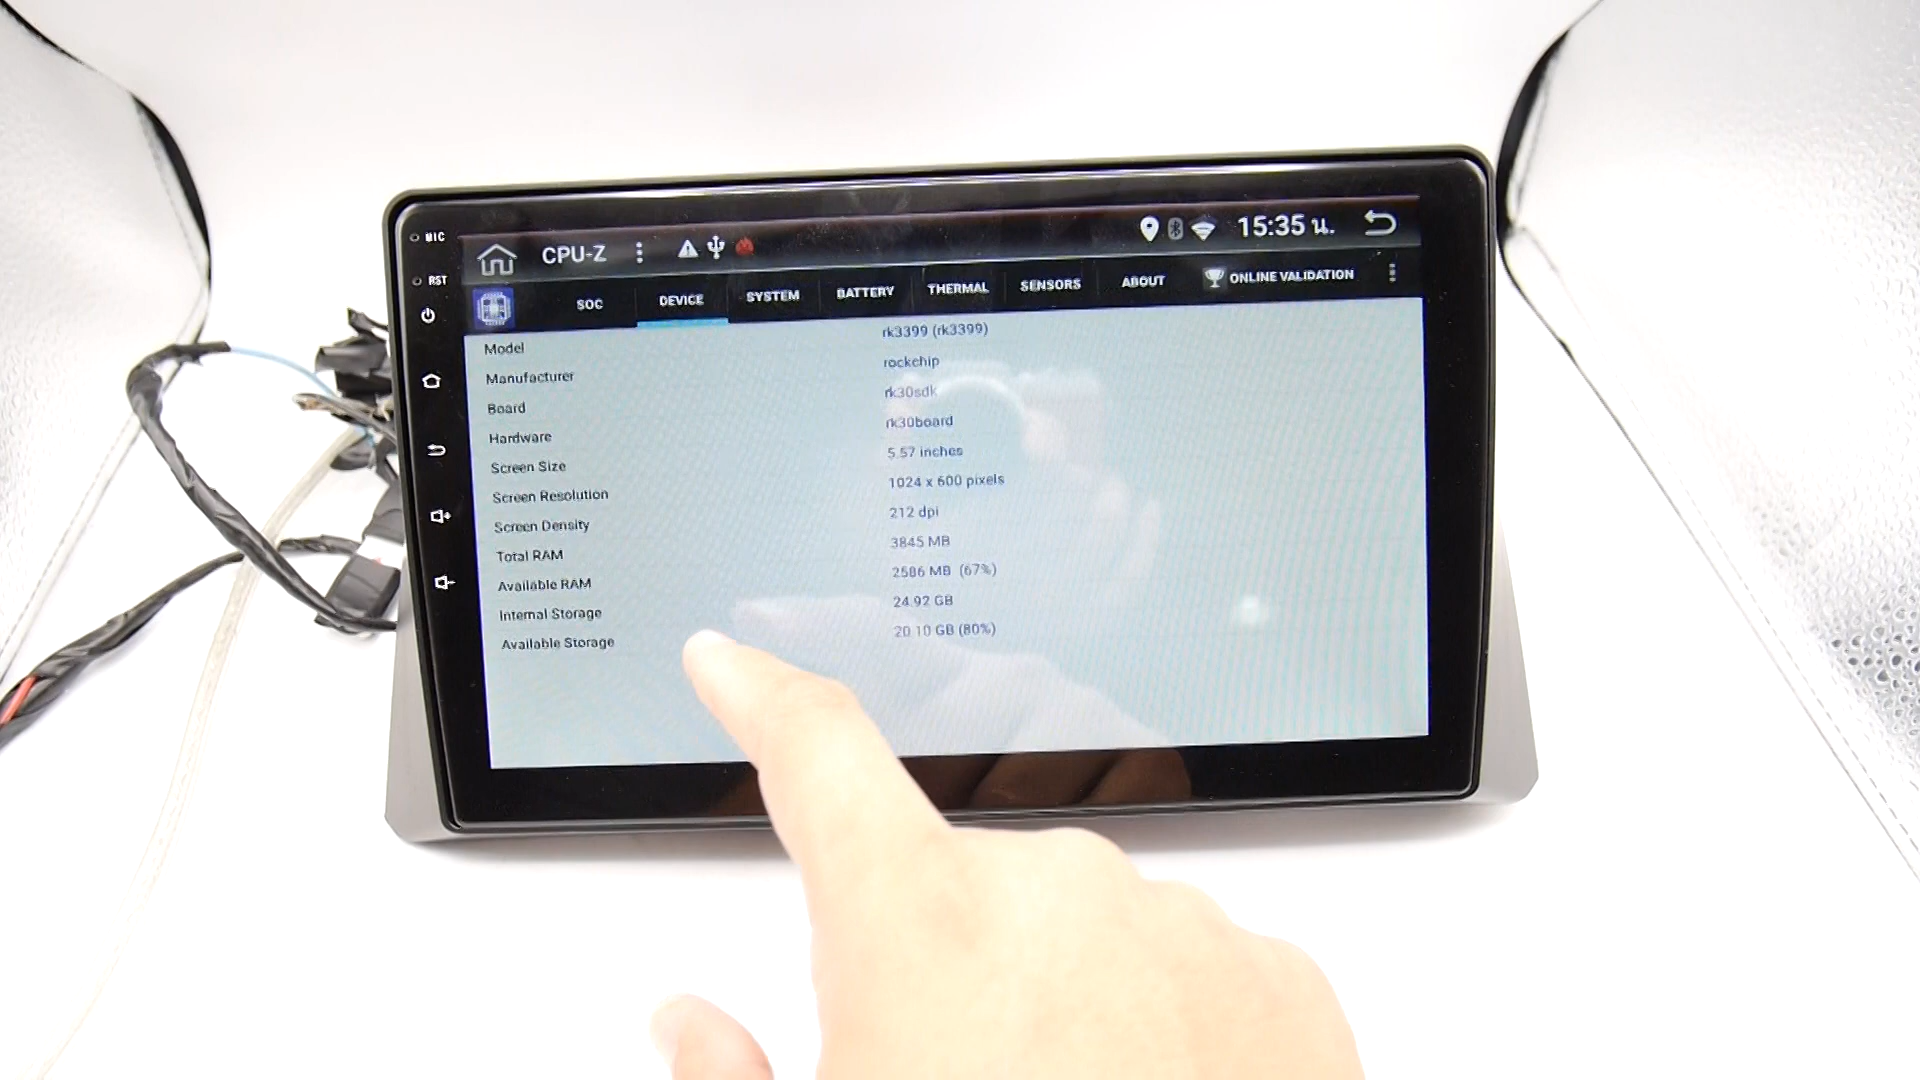 MIC
RST
CPU-Z
15:35 น.
SOC DEVICE SYSTEM BATTERY THERMAL SENSORS ABOUT ONLINE VALIDATION
Model rk3399 (rk3399)
Manufacturer rockchip
Board rk30sdk
Hardware rk30board
Screen Size 5.57 inches
Screen Resolution 1024 x 600 pixels
Screen Density 212 dpi
Total RAM 3845 MB
Available RAM 2586 MB (67%)
Internal Storage 24.92 GB
Available Storage 20.10 GB (80%)